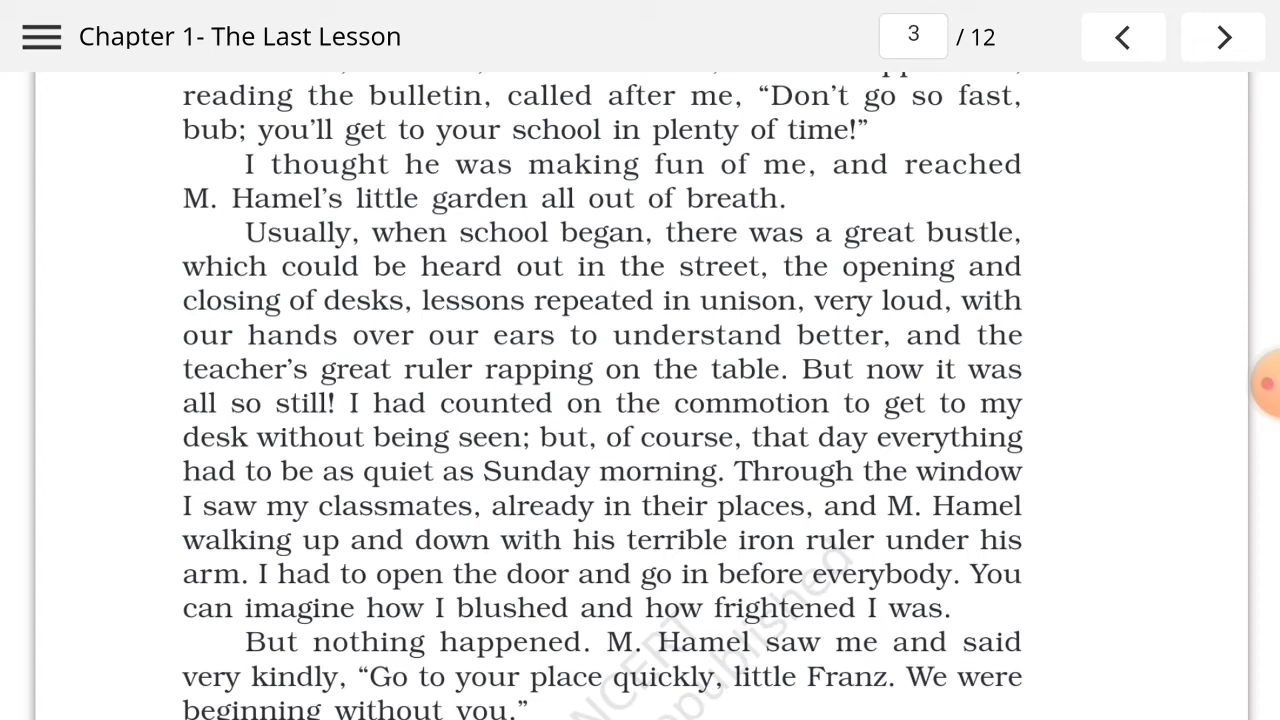 Chapter 1- The Last Lesson
3 / 12
reading the bulletin, called after me, “Don’t go so fast,
bub; you’ll get to your school in plenty of time!”
I thought he was making fun of me, and reached
M. Hamel’s little garden all out of breath.
Usually, when school began, there was a great bustle,
which could be heard out in the street, the opening and
closing of desks, lessons repeated in unison, very loud, with
our hands over our ears to understand better, and the
teacher’s great ruler rapping on the table. But now it was
all so still! I had counted on the commotion to get to my
desk without being seen; but, of course, that day everything
had to be as quiet as Sunday morning. Through the window
I saw my classmates, already in their places, and M. Hamel
walking up and down with his terrible iron ruler under his
arm. I had to open the door and go in before everybody. You
can imagine how I blushed and how frightened I was.
But nothing happened. M. Hamel saw me and said
very kindly, “Go to your place quickly, little Franz. We were
beginning without you.”
NCERT
published